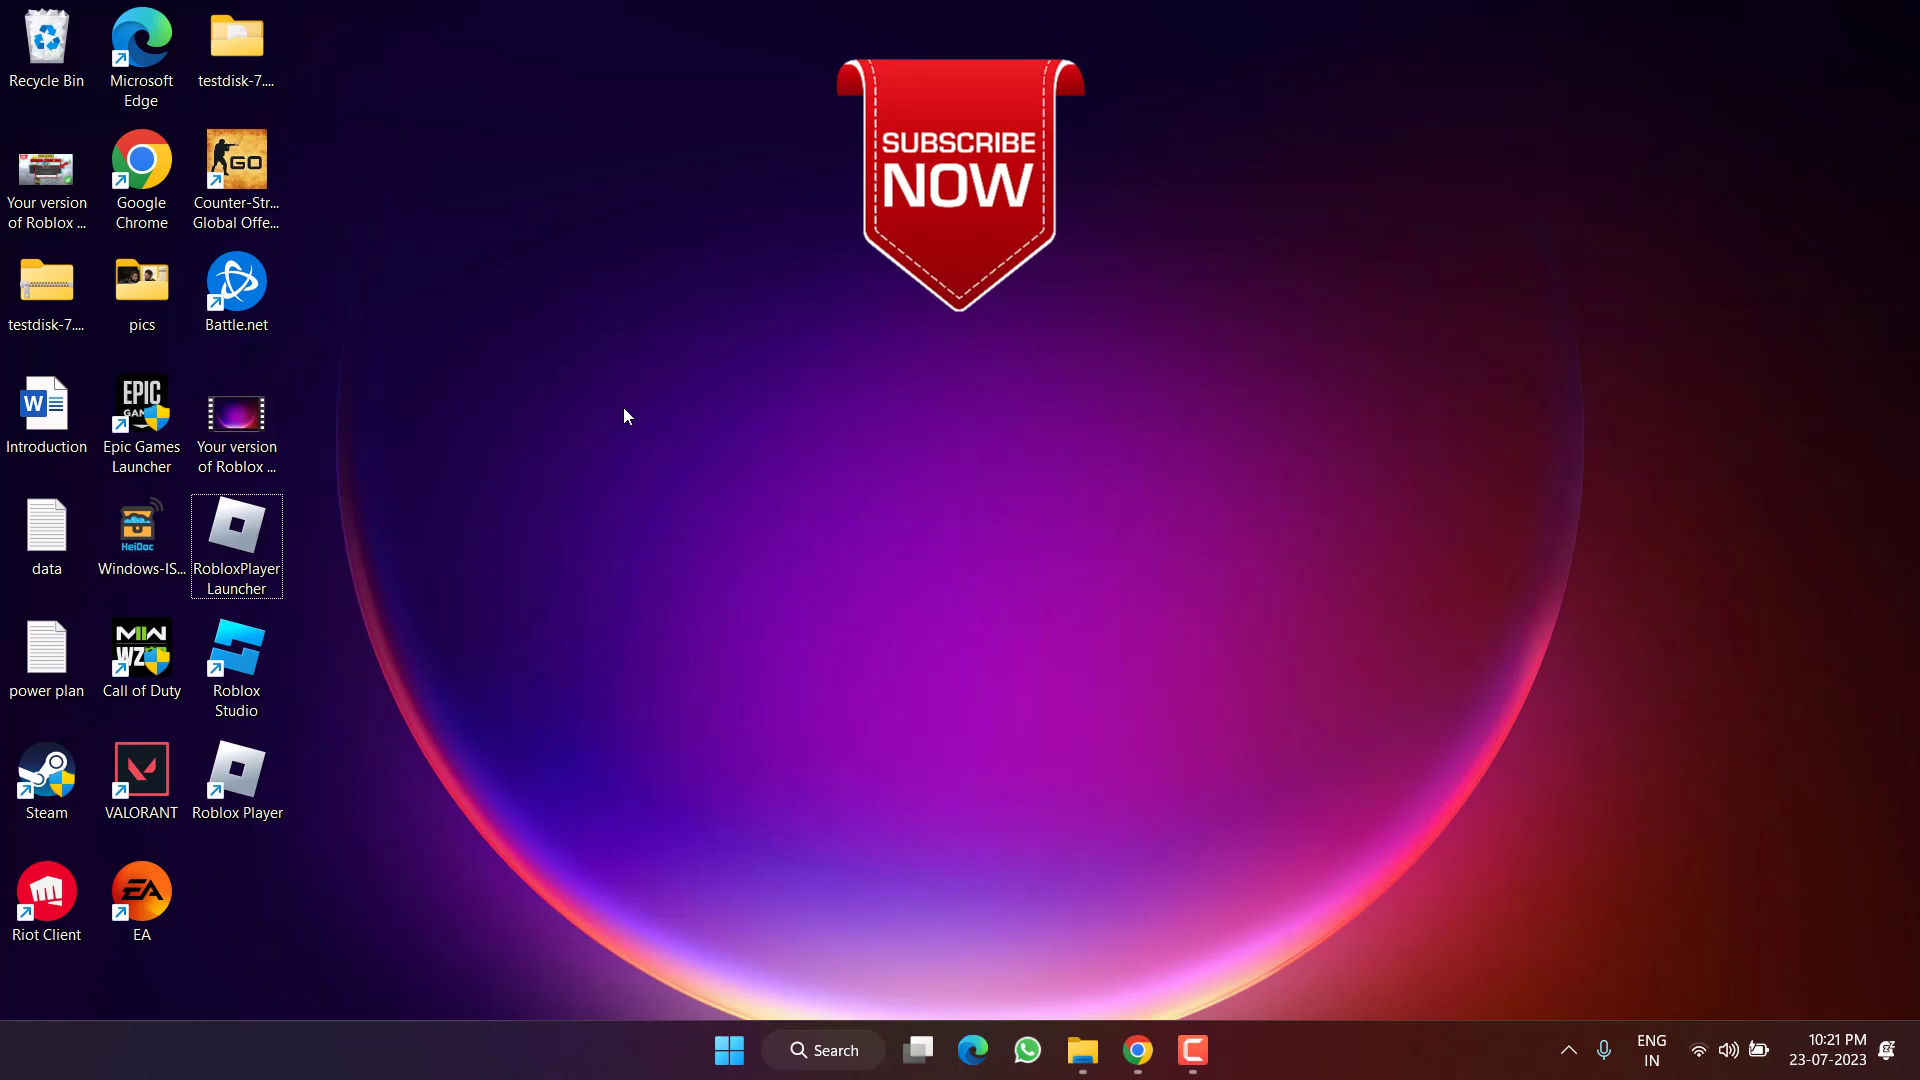 Recycle Bin
Microsoft
Edge
testdisk-7....
Your version
of Roblox ...
Google
Chrome
GO
Counter-Str...
Global Offe...
testdisk-7....
pics
Battle.net
W
Introduction
EPIC
GAMES
Epic Games
Launcher
Your version
of Roblox ...
data
HeiDoc
Windows-IS...
RobloxPlayer
Launcher
power plan
MW
WZ
Call of Duty
Roblox
Studio
Steam
VALORANT
Roblox Player
Riot Client
EA
EA
SUBSCRIBE
NOW
Search
ENG
IN
10:21 PM
23-07-2023